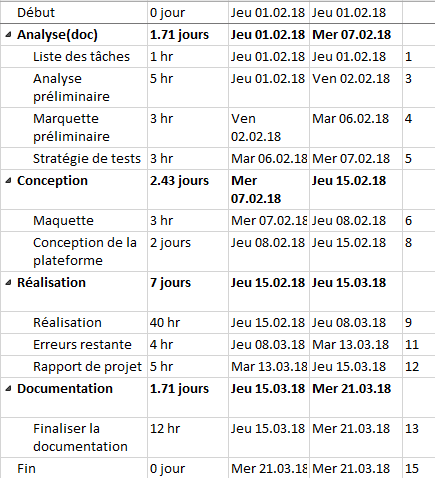 Début 0 jour Jeu 01.02.18 Jeu 01.02.18
Analyse(doc) 1.71 jours Jeu 01.02.18 Mer 07.02.18
Liste des tâches 1 hr Jeu 01.02.18 Jeu 01.02.18 1
Analyse 5 hr Jeu 01.02.18 Ven 02.02.18 3
préliminaire
Marquette 3 hr Ven Mar 06.02.18 4
préliminaire 02.02.18
Stratégie de tests 3 hr Mar 06.02.18 Mer 07.02.18 5
Conception 2.43 jours Mer Jeu 15.02.18
07.02.18
Maquette 3 hr Mer 07.02.18 Jeu 08.02.18 6
Conception de la 2 jours Jeu 08.02.18 Jeu 15.02.18 8
plateforme
Réalisation 7 jours Jeu 15.02.18 Jeu 15.03.18
Réalisation 40 hr Jeu 15.02.18 Jeu 08.03.18 9
Erreurs restante 4 hr Jeu 08.03.18 Mar 13.03.18 11
Rapport de projet 5 hr Mar 13.03.18 Jeu 15.03.18 12
Documentation 1.71 jours Jeu 15.03.18 Mer 21.03.18
Finaliser la 12 hr Jeu 15.03.18 Mer 21.03.18 13
documentation
Fin 0 jour Mer 21.03.18 Mer 21.03.18 15